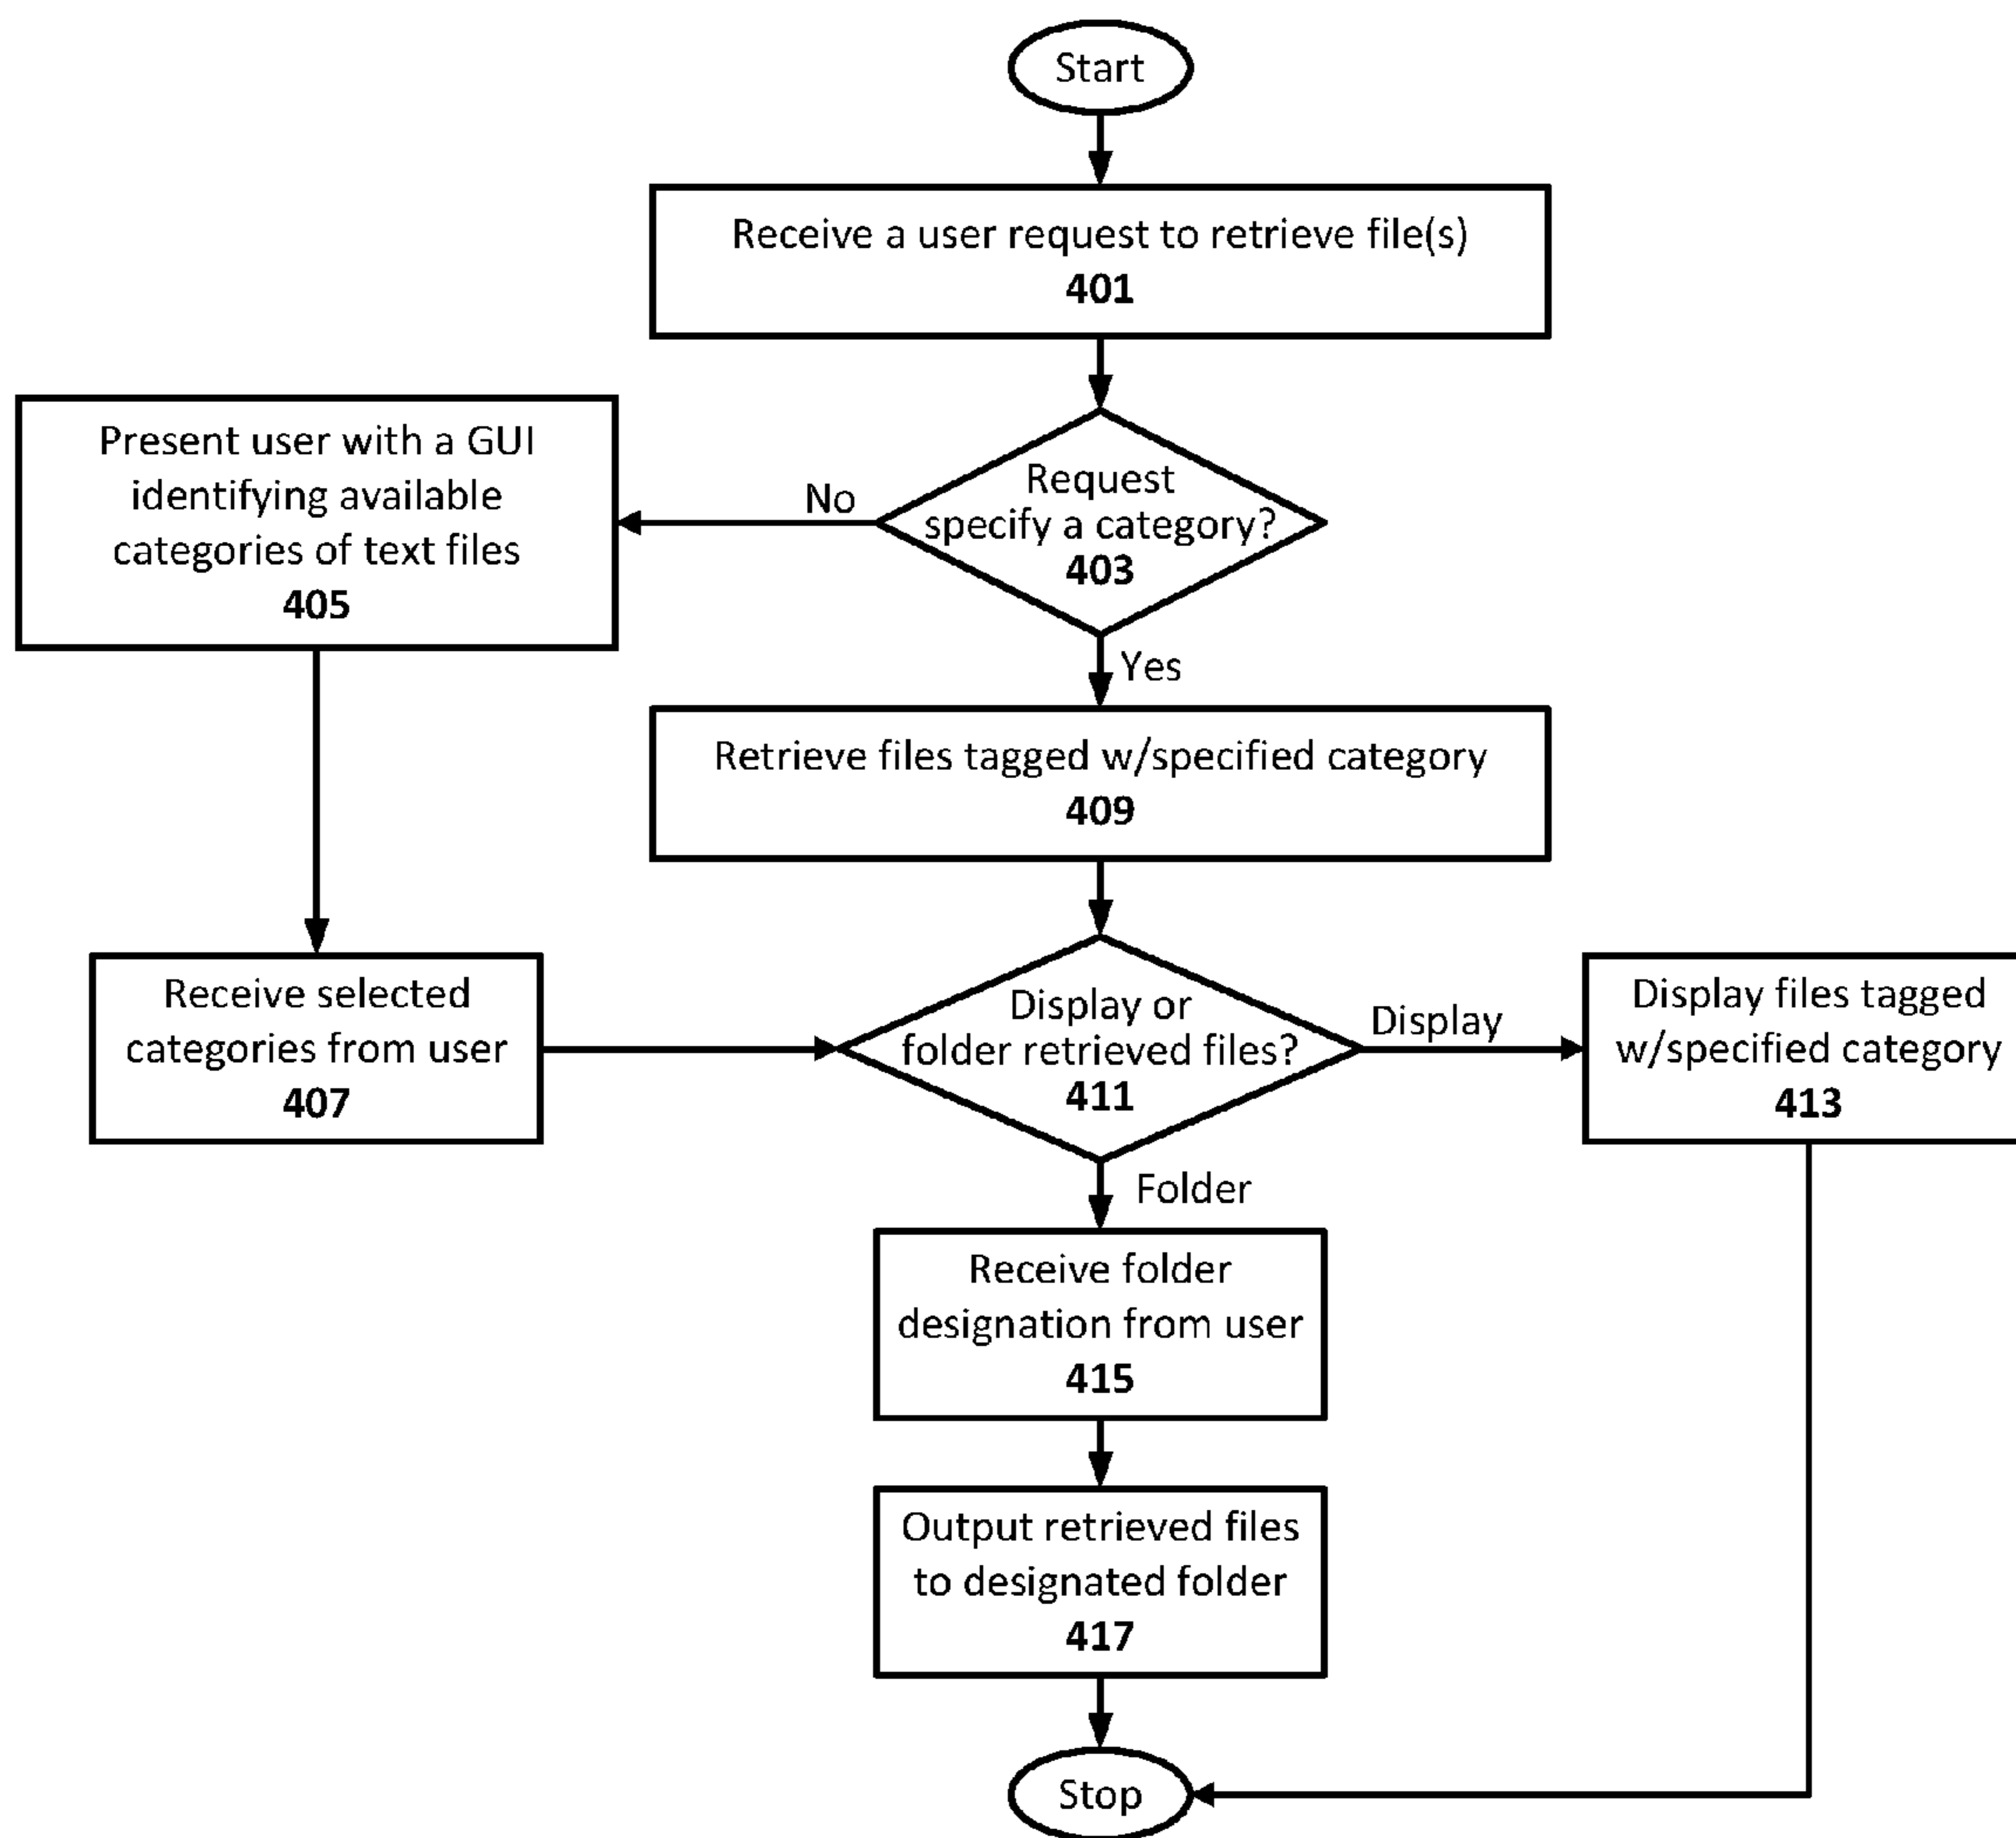 Start
Receive a user request to retrieve file(s)
401
Present user with a GUI
identifying available
categories of text files
405
No
Request
specify a category?
403
Yes
Retrieve files tagged w/specified category
409
Receive selected
categories from user
407
Display or
folder retrieved files?
411
Display
Display files tagged
w/specified category
413
Folder
Receive folder
designation from user
415
Output retrieved files
to designated folder
417
Stop